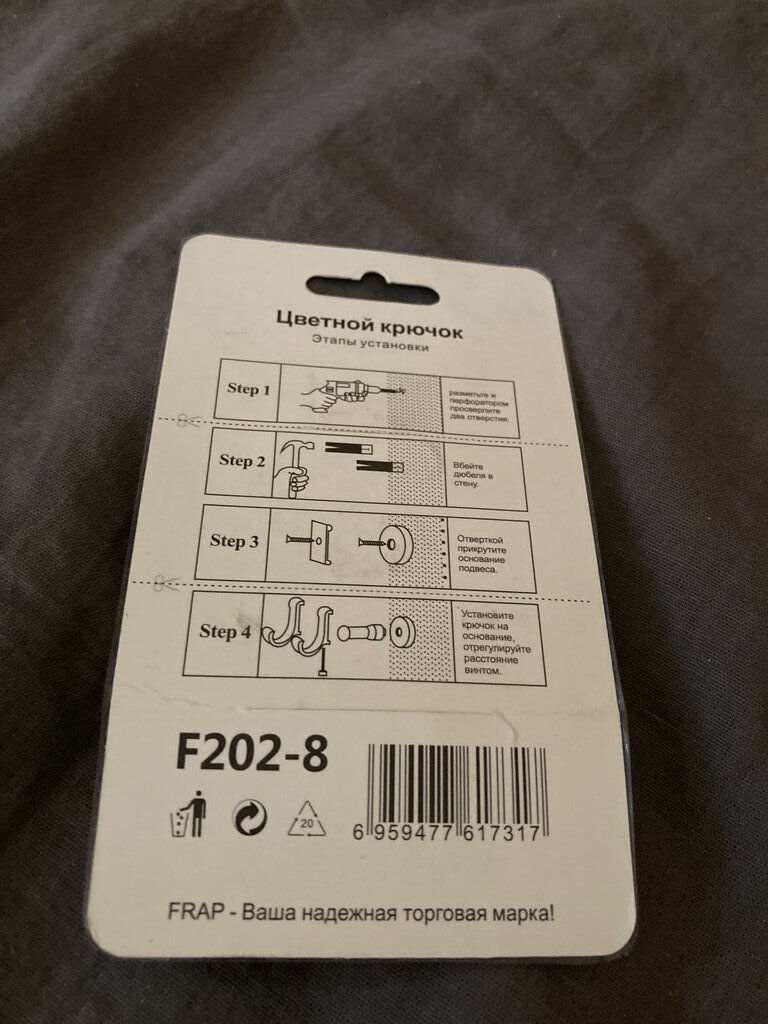 Цветной крючок
Этапы установки
Step 1
разметьте и
перфоратором
просверлите
два отверстия.
Step 2
Вбейте
дюбеля в
стену.
Step 3
Отверткой
прикрутите
основание
подвеса.
Step 4
Установите
крючок на
основание,
отрегулируйте
расстояние
винтом.
F202-8
20
6 959477 617317
FRAP - Ваша надежная торговая марка!